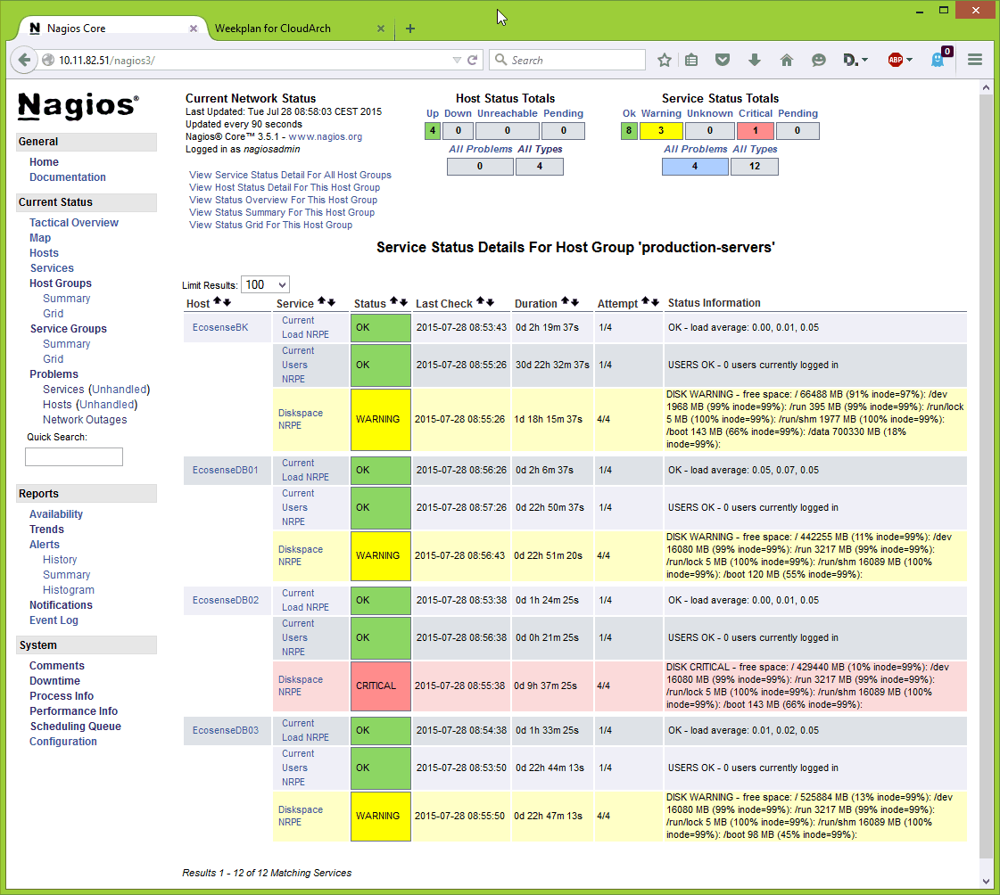 Nagios Core
Weekplan for CloudArch
10.11.82.51/nagios3/
Search
D.
ABP
0
Nagios®
General
Home
Documentation
Current Status
Tactical Overview
Map
Hosts
Services
Host Groups
Summary
Grid
Service Groups
Summary
Grid
Problems
Services (Unhandled)
Hosts (Unhandled)
Network Outages
Quick Search:
Reports
Availability
Trends
Alerts
History
Summary
Histogram
Notifications
Event Log
System
Comments
Downtime
Process Info
Performance Info
Scheduling Queue
Configuration
Current Network Status
Last Updated: Tue Jul 28 08:58:03 CEST 2015
Updated every 90 seconds
Nagios® Core™ 3.5.1 - www.nagios.org
Logged in as nagiosadmin
View Service Status Detail For All Host Groups
View Host Status Detail For This Host Group
View Status Overview For This Host Group
View Status Summary For This Host Group
View Status Grid For This Host Group
Host Status Totals
Up Down Unreachable Pending
4 0 0 0
All Problems All Types
0 4
Service Status Totals
Ok Warning Unknown Critical Pending
8 3 0 1 0
All Problems All Types
4 12
Service Status Details For Host Group 'production-servers'
Limit Results: 100
Host Service Status Last Check Duration Attempt Status Information
EcosenseBK Current Load NRPE OK 2015-07-28 08:53:43 0d 2h 19m 37s 1/4 OK - load average: 0.00, 0.01, 0.05
Current Users NRPE OK 2015-07-28 08:55:26 30d 22h 32m 37s 1/4 USERS OK - 0 users currently logged in
Diskspace NRPE WARNING 2015-07-28 08:55:26 1d 18h 15m 37s 4/4 DISK WARNING - free space: / 66488 MB (91% inode=97%): /dev
1968 MB (99% inode=99%): /run 395 MB (99% inode=99%): /run/lock
5 MB (100% inode=99%): /run/shm 1977 MB (100% inode=99%):
/boot 143 MB (66% inode=99%): /data 700330 MB (18%
inode=99%):
EcosenseDB01 Current Load NRPE OK 2015-07-28 08:56:26 0d 2h 6m 37s 1/4 OK - load average: 0.05, 0.07, 0.05
Current Users NRPE OK 2015-07-28 08:57:26 0d 22h 50m 37s 1/4 USERS OK - 0 users currently logged in
Diskspace NRPE WARNING 2015-07-28 08:56:43 0d 22h 51m 20s 4/4 DISK WARNING - free space: / 442255 MB (11% inode=99%): /dev
16080 MB (99% inode=99%): /run 3217 MB (99% inode=99%):
/run/lock 5 MB (100% inode=99%): /run/shm 16089 MB (100%
inode=99%): /boot 120 MB (55% inode=99%):
EcosenseDB02 Current Load NRPE OK 2015-07-28 08:53:38 0d 1h 24m 25s 1/4 OK - load average: 0.00, 0.01, 0.05
Current Users NRPE OK 2015-07-28 08:56:38 0d 0h 21m 25s 1/4 USERS OK - 0 users currently logged in
Diskspace NRPE CRITICAL 2015-07-28 08:55:38 0d 9h 37m 25s 4/4 DISK CRITICAL - free space: / 429440 MB (10% inode=99%): /dev
16080 MB (99% inode=99%): /run 3217 MB (99% inode=99%):
/run/lock 5 MB (100% inode=99%): /run/shm 16089 MB (100%
inode=99%): /boot 143 MB (66% inode=99%):
EcosenseDB03 Current Load NRPE OK 2015-07-28 08:54:38 0d 1h 33m 25s 1/4 OK - load average: 0.01, 0.02, 0.05
Current Users NRPE OK 2015-07-28 08:53:50 0d 22h 44m 13s 1/4 USERS OK - 0 users currently logged in
Diskspace NRPE WARNING 2015-07-28 08:55:50 0d 22h 47m 13s 4/4 DISK WARNING - free space: / 525884 MB (13% inode=99%): /dev
16080 MB (99% inode=99%): /run 3217 MB (99% inode=99%):
/run/lock 5 MB (100% inode=99%): /run/shm 16089 MB (100%
inode=99%): /boot 98 MB (45% inode=99%):
Results 1 - 12 of 12 Matching Services